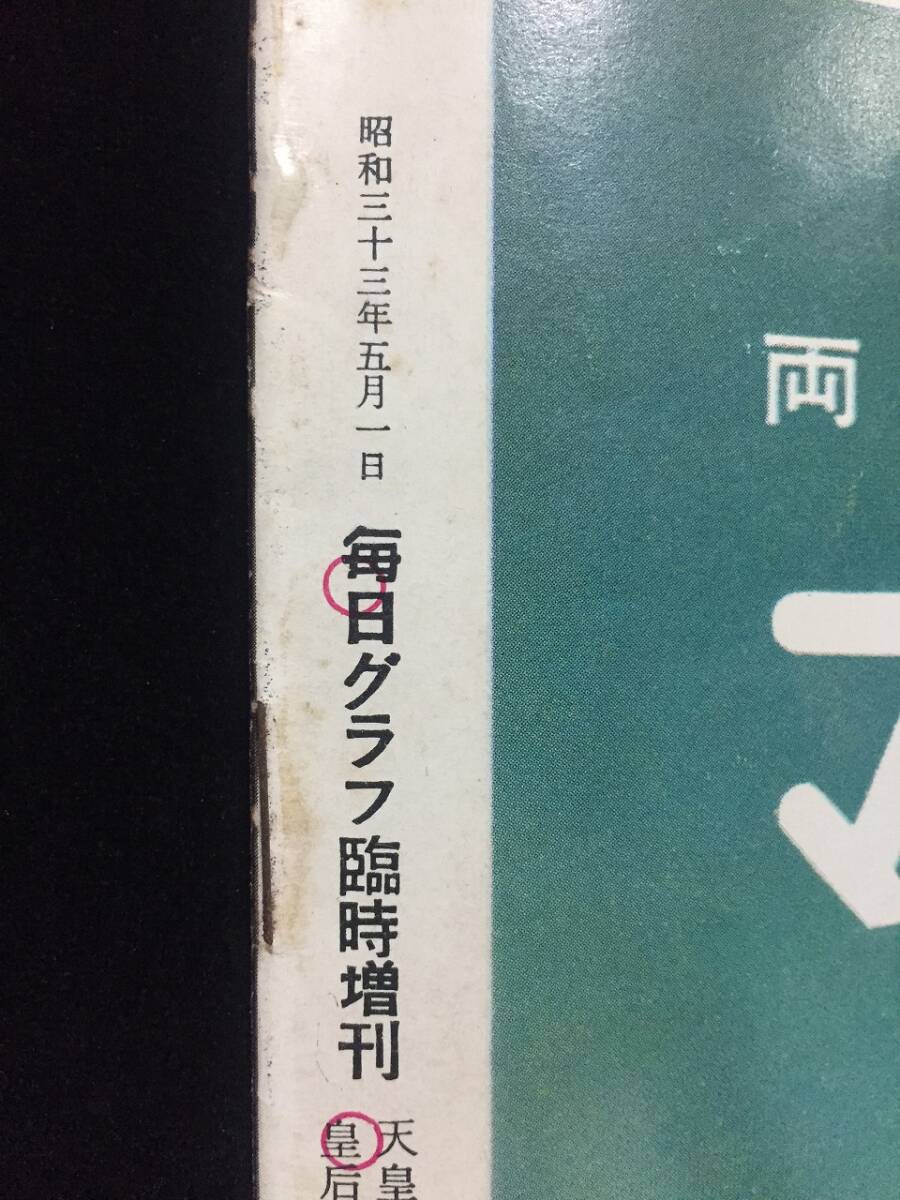 昭和三十三年五月一日
毎日グラフ臨時増刊
天皇
皇后
両